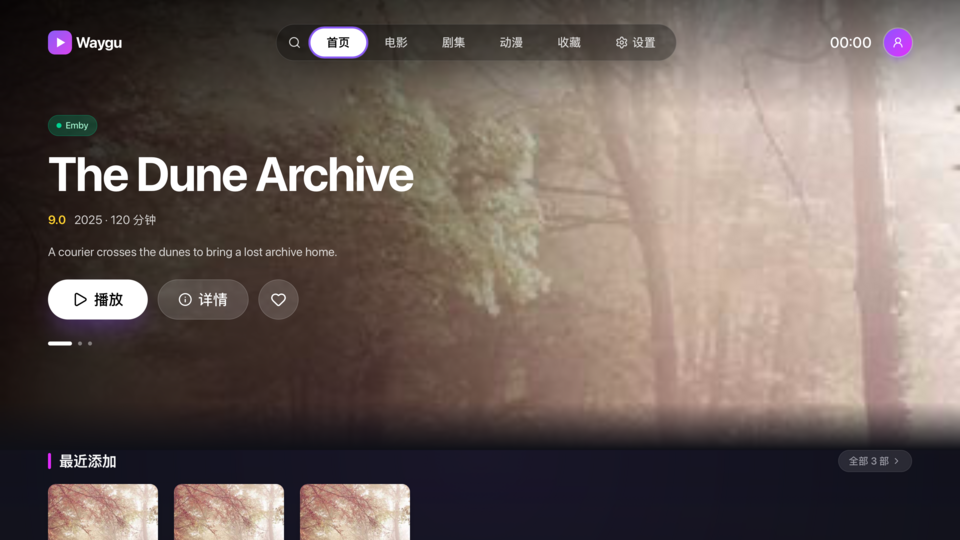 Waygu
首页
电影
剧集
动漫
收藏
设置
00:00
Emby
The Dune Archive
9.0 2025 · 120 分钟
A courier crosses the dunes to bring a lost archive home.
播放
详情
最近添加
全部 3 部